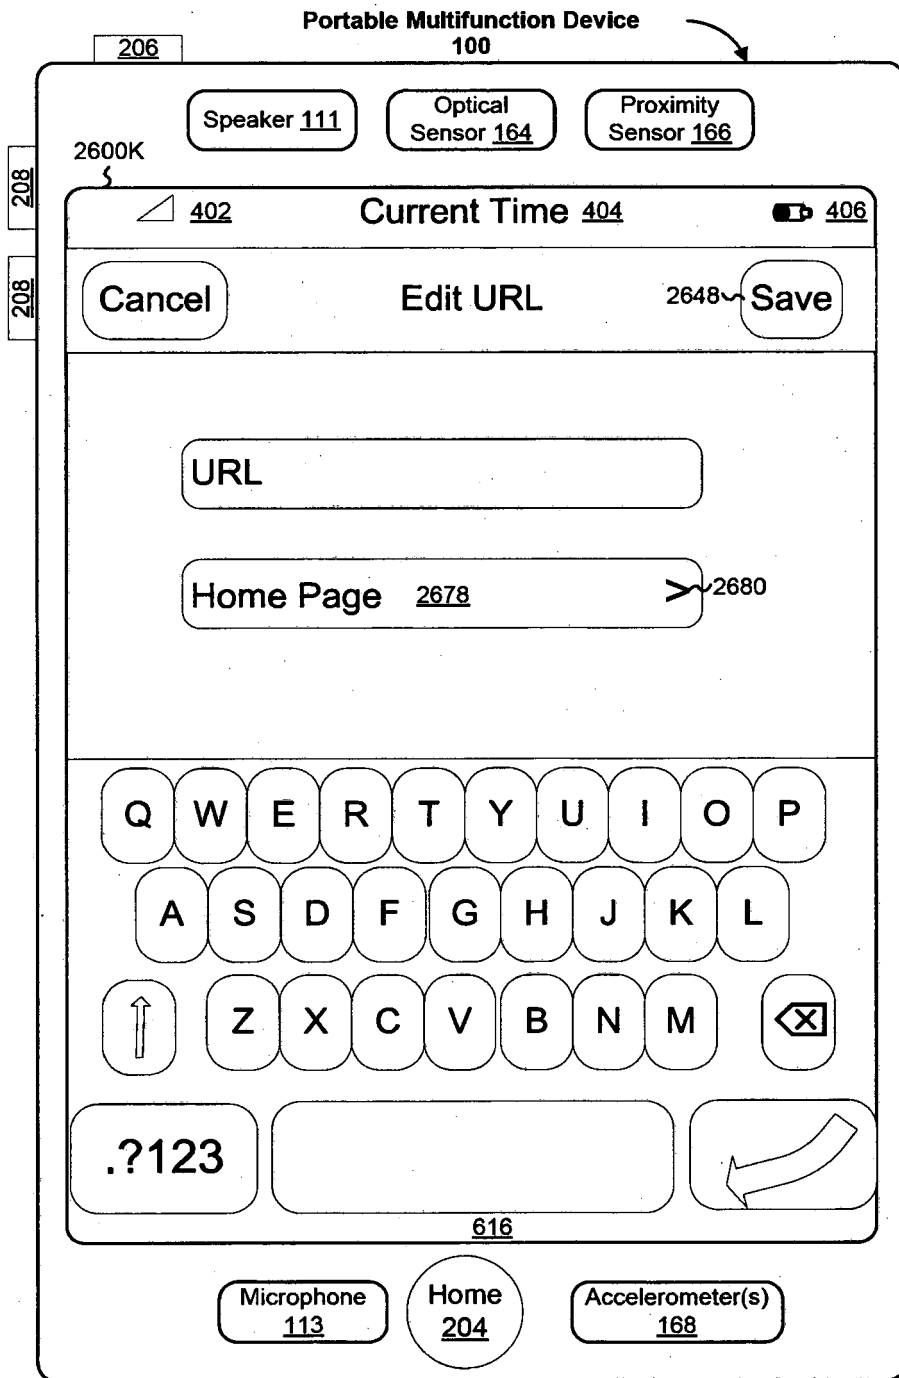 Portable Multifunction Device
100
206
Speaker 111
Optical
Sensor 164
Proximity
Sensor 166
2600K
208
208
402
Current Time 404
406
Cancel
Edit URL
2648
Save
URL
Home Page 2678
>
2680
Q W E R T Y U I O P
A S D F G H J K L
Z X C V B N M
.?123
616
Microphone
113
Home
204
Accelerometer(s)
168